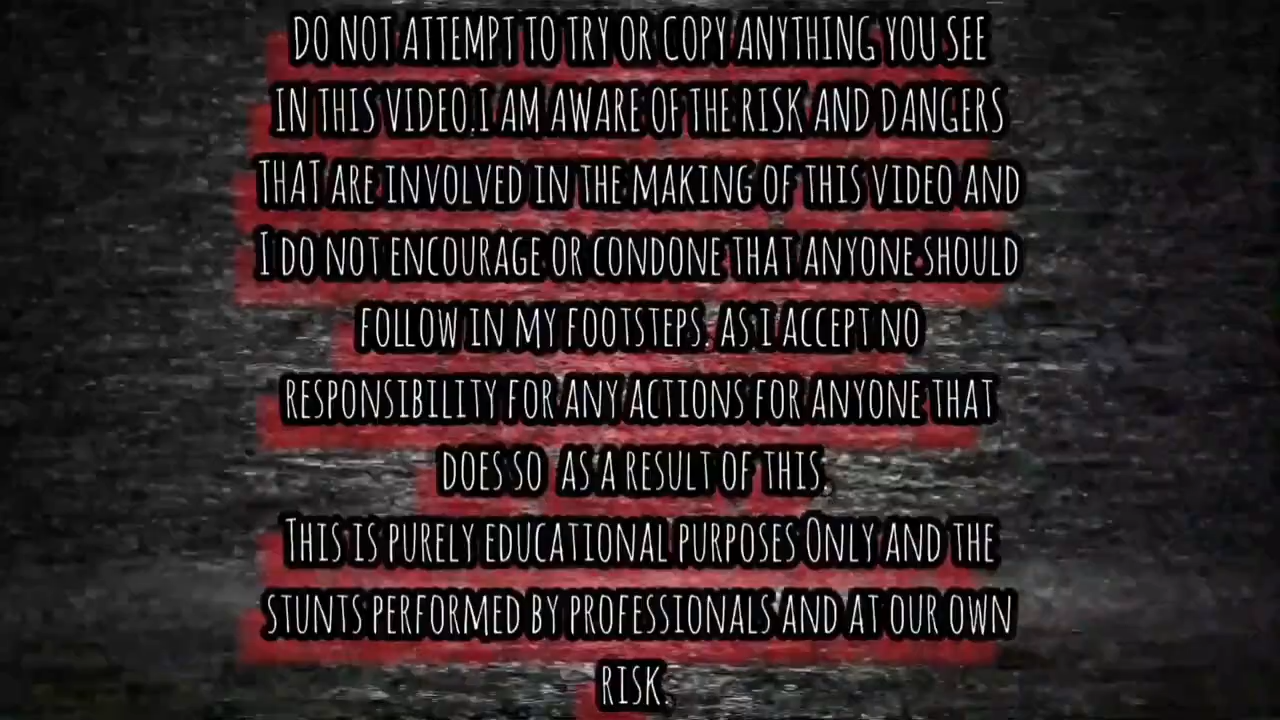 DO NOT ATTEMPT TO TRY OR COPY ANYTHING YOU SEE
IN THIS VIDEO,I AM AWARE OF THE RISK AND DANGERS
THAT ARE INVOLVED IN THE MAKING OF THIS VIDEO AND
I DO NOT ENCOURAGE OR CONDONE THAT ANYONE SHOULD
FOLLOW IN MY FOOTSTEPS. AS I ACCEPT NO
RESPONSIBILITY FOR ANY ACTIONS FOR ANYONE THAT
DOES SO AS A RESULT OF THIS.
THIS IS PURELY EDUCATIONAL PURPOSES ONLY AND THE
STUNTS PERFORMED BY PROFESSIONALS AND AT OUR OWN
RISK.